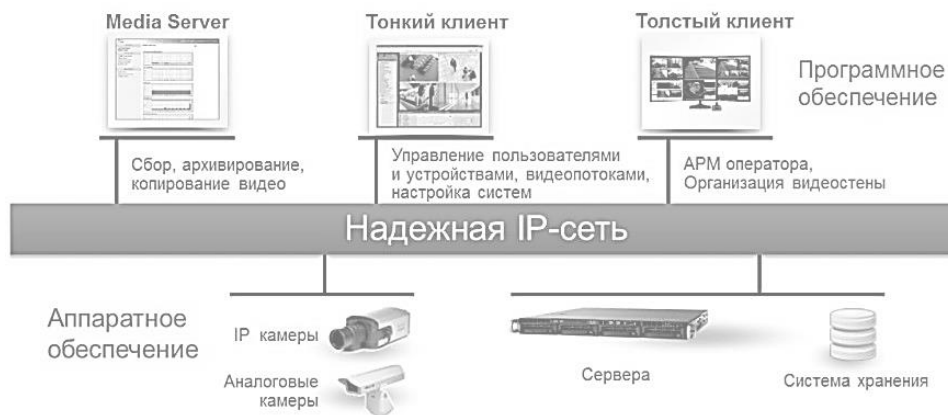 Media Server
Тонкий клиент
Толстый клиент
Программное
обеспечение
Сбор, архивирование,
копирование видео
Управление пользователями
и устройствами, видеопотоками,
настройка систем
АРМ оператора,
Организация видеостены
Надежная IP-сеть
Аппаратное
обеспечение
IP камеры
Аналоговые
камеры
Сервера
Система хранения